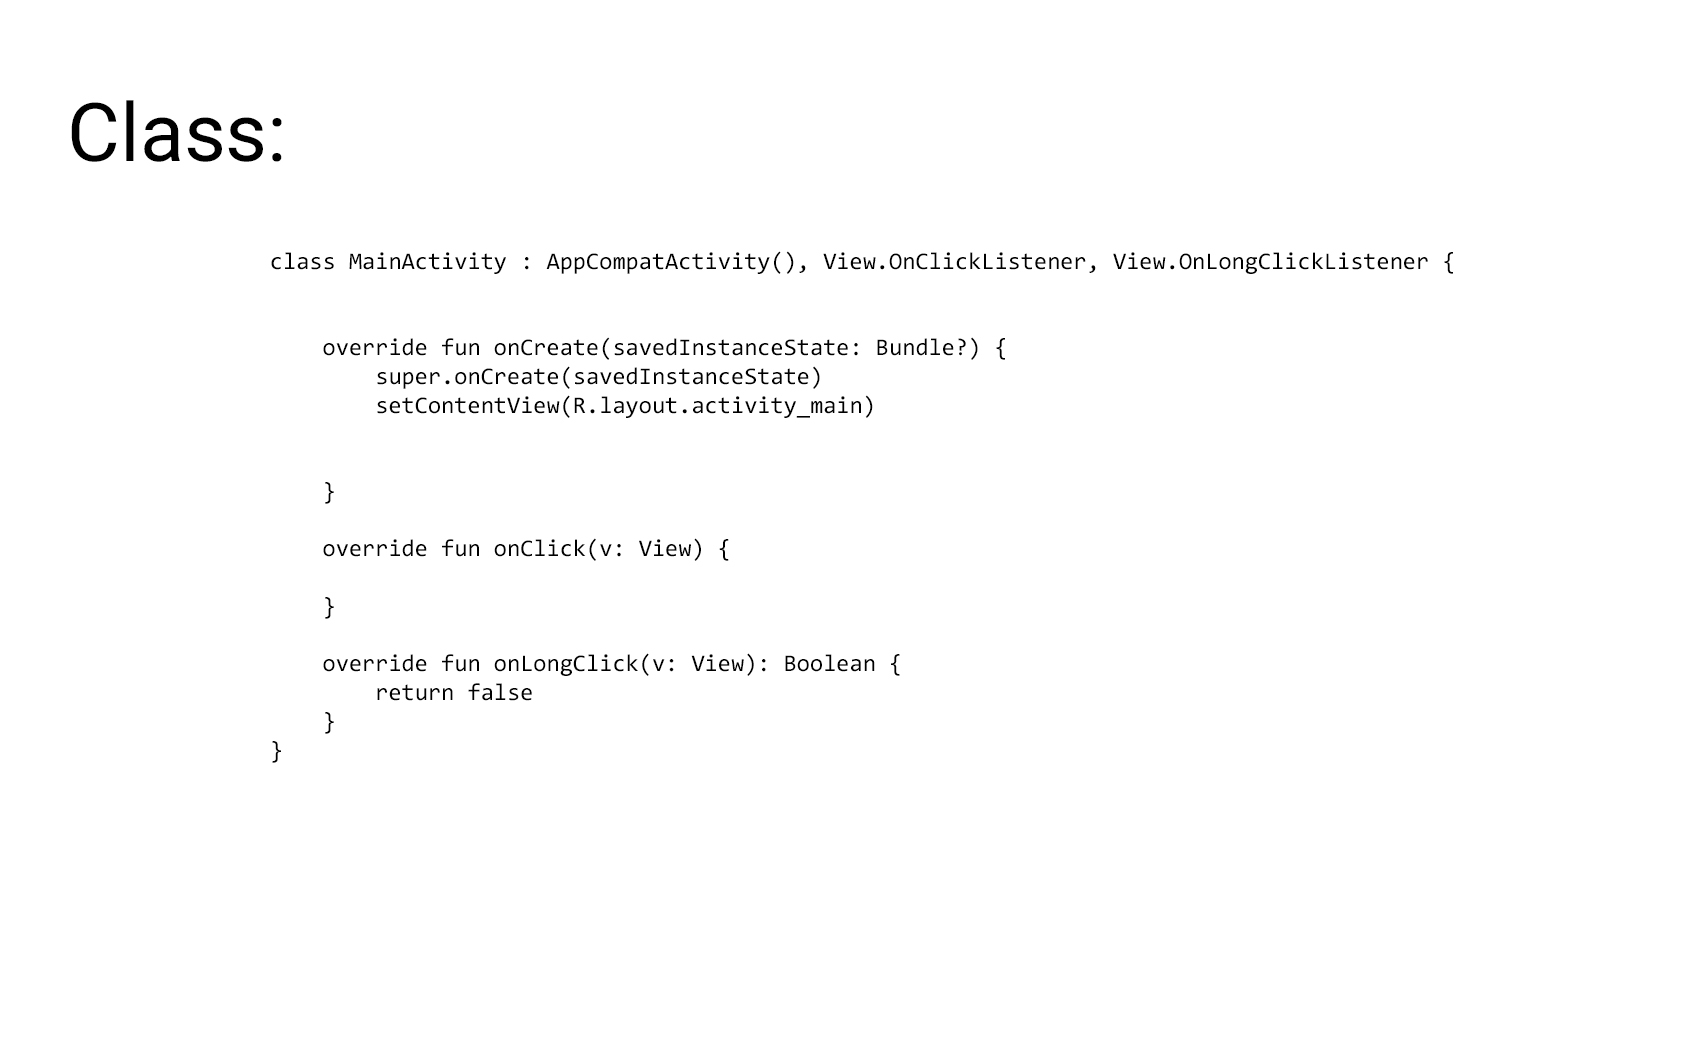 Class:
class MainActivity : AppCompatActivity(), View.OnClickListener, View.OnLongClickListener {
override fun onCreate(savedInstanceState: Bundle?) {
super.onCreate(savedInstanceState)
setContentView(R.layout.activity_main)
}
override fun onClick(v: View) {
}
override fun onLongClick(v: View): Boolean {
return false
}
}